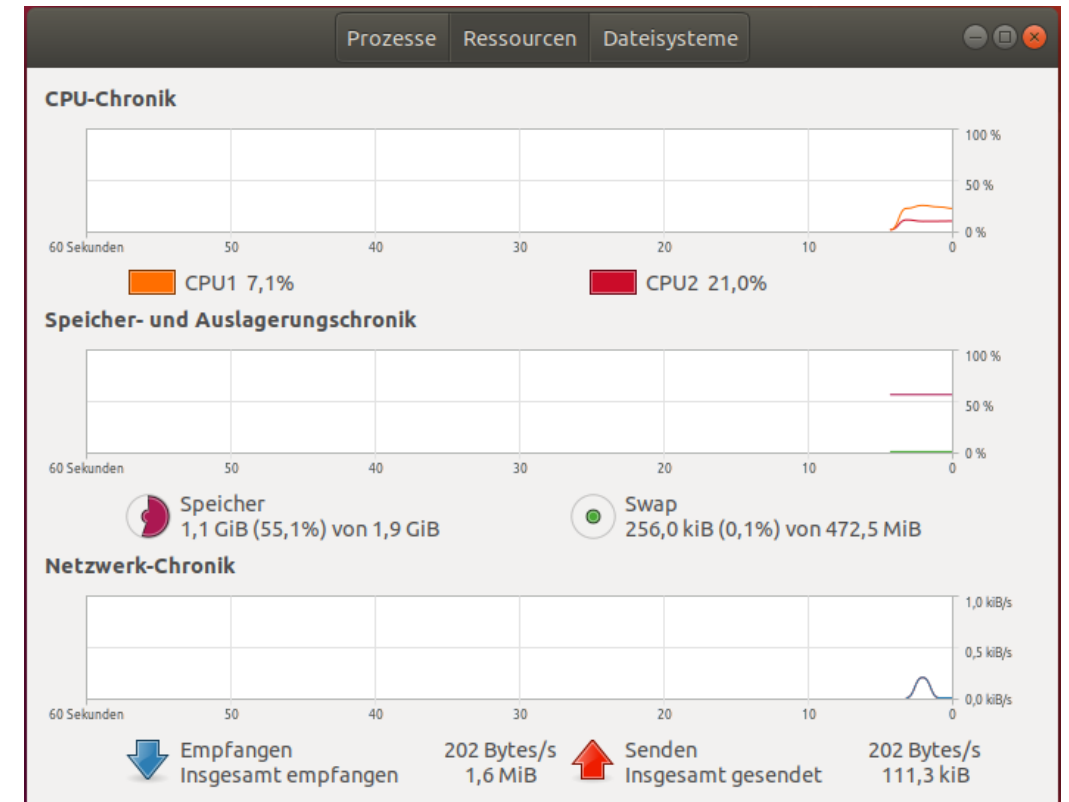 Prozesse Ressourcen Dateisysteme
CPU-Chronik
100 %
50 %
0 %
60 Sekunden 50 40 30 20 10 0
CPU1 7,1% CPU2 21,0%
Speicher- und Auslagerungschronik
100 %
50 %
0 %
60 Sekunden 50 40 30 20 10 0
Speicher
1,1 GiB (55,1%) von 1,9 GiB
Swap
256,0 kiB (0,1%) von 472,5 MiB
Netzwerk-Chronik
1,0 kiB/s
0,5 kiB/s
0,0 kiB/s
60 Sekunden 50 40 30 20 10 0
Empfangen 202 Bytes/s
Insgesamt empfangen 1,6 MiB
Senden 202 Bytes/s
Insgesamt gesendet 111,3 kiB